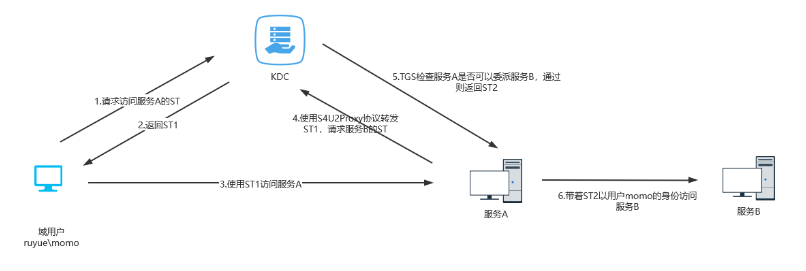 KDC
1.请求访问服务A的ST
2.返回ST1
5.TGS检查服务A是否可以委派服务B，通过
则返回ST2
4.使用S4U2Proxy协议转发
ST1，请求服务B的ST
3.使用ST1访问服务A
服务A
6.带着ST2以用户momo的身份访问
服务B
服务B
域用户
ruyue\momo